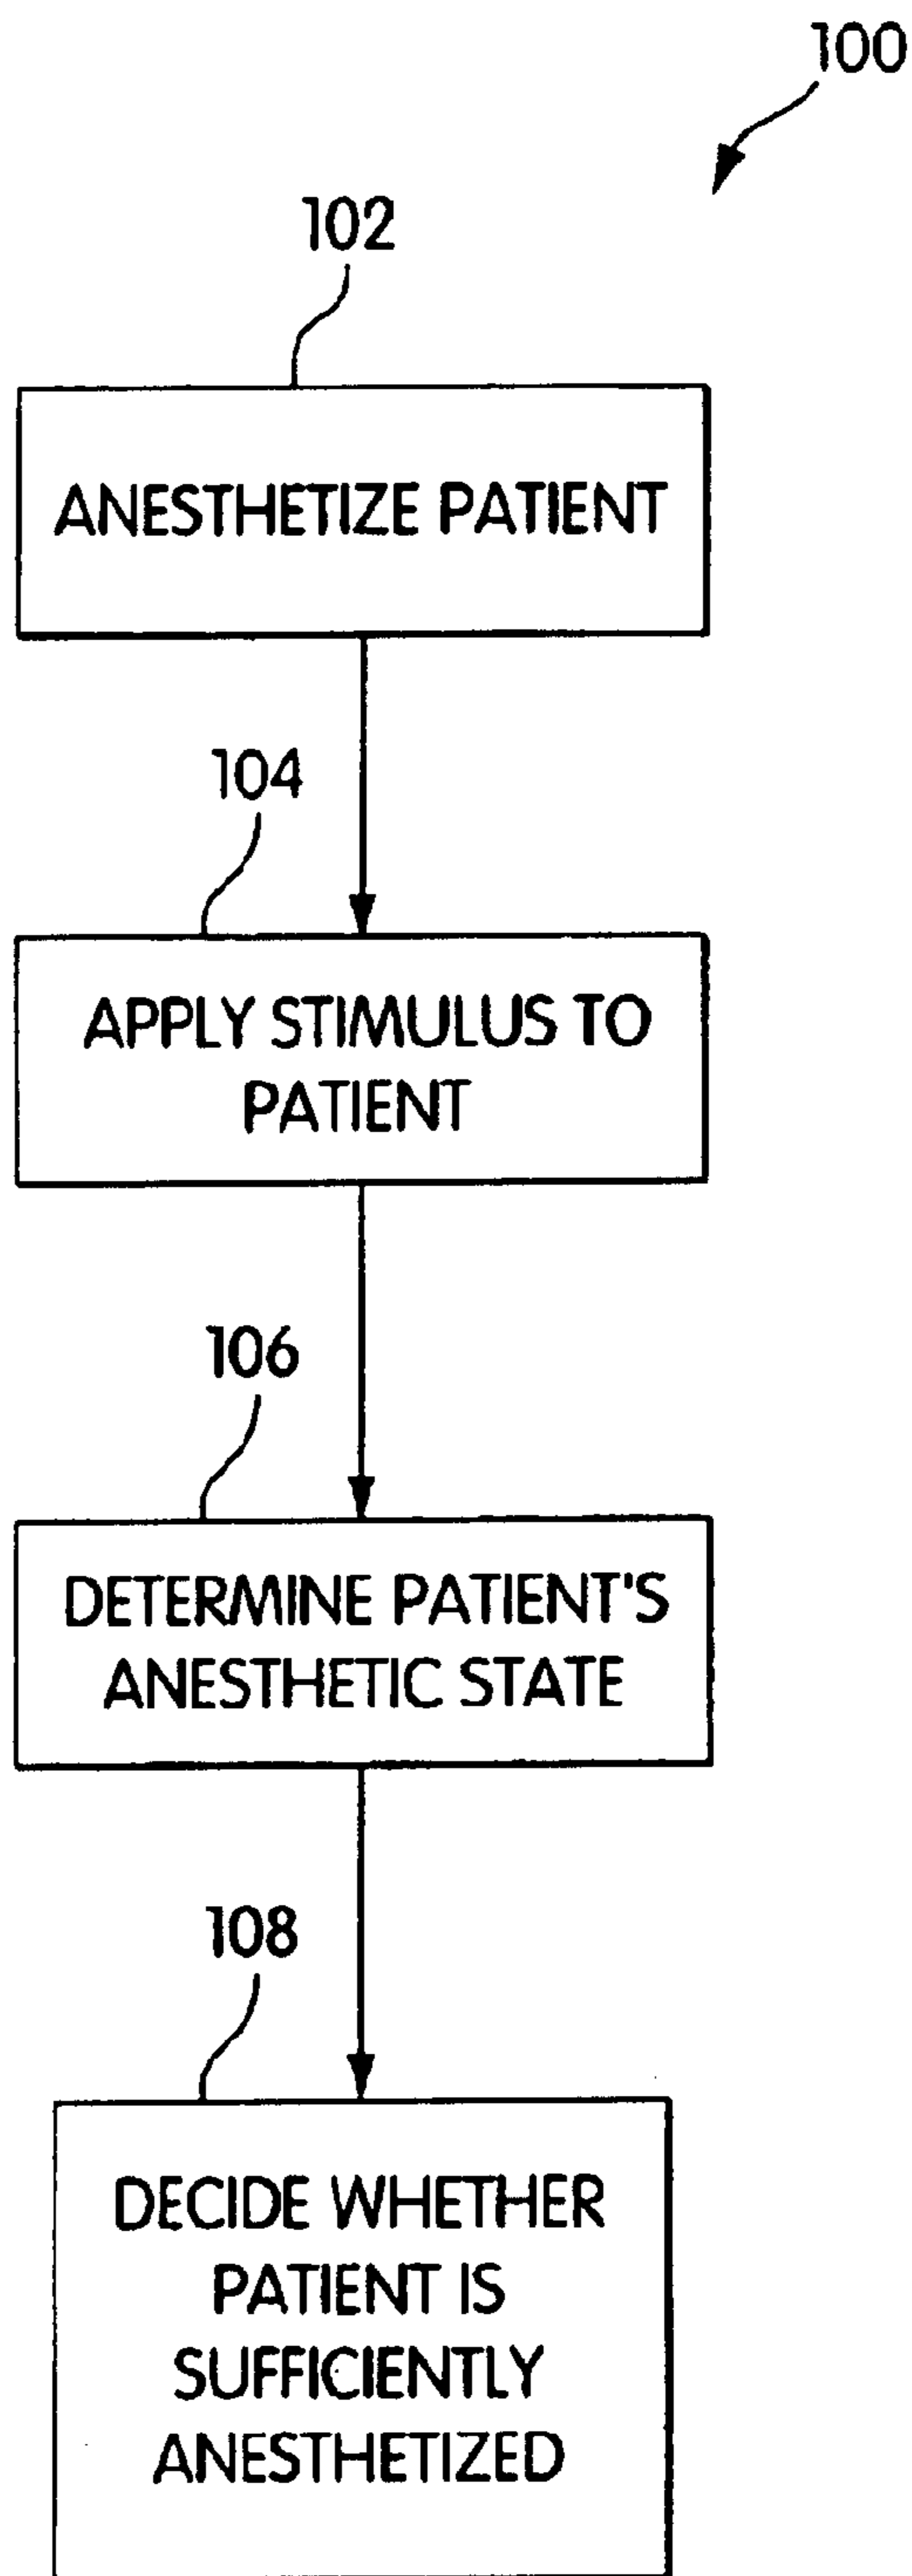 100
102
ANESTHETIZE PATIENT
104
APPLY STIMULUS TO
PATIENT
106
DETERMINE PATIENT'S
ANESTHETIC STATE
108
DECIDE WHETHER
PATIENT IS
SUFFICIENTLY
ANESTHETIZED